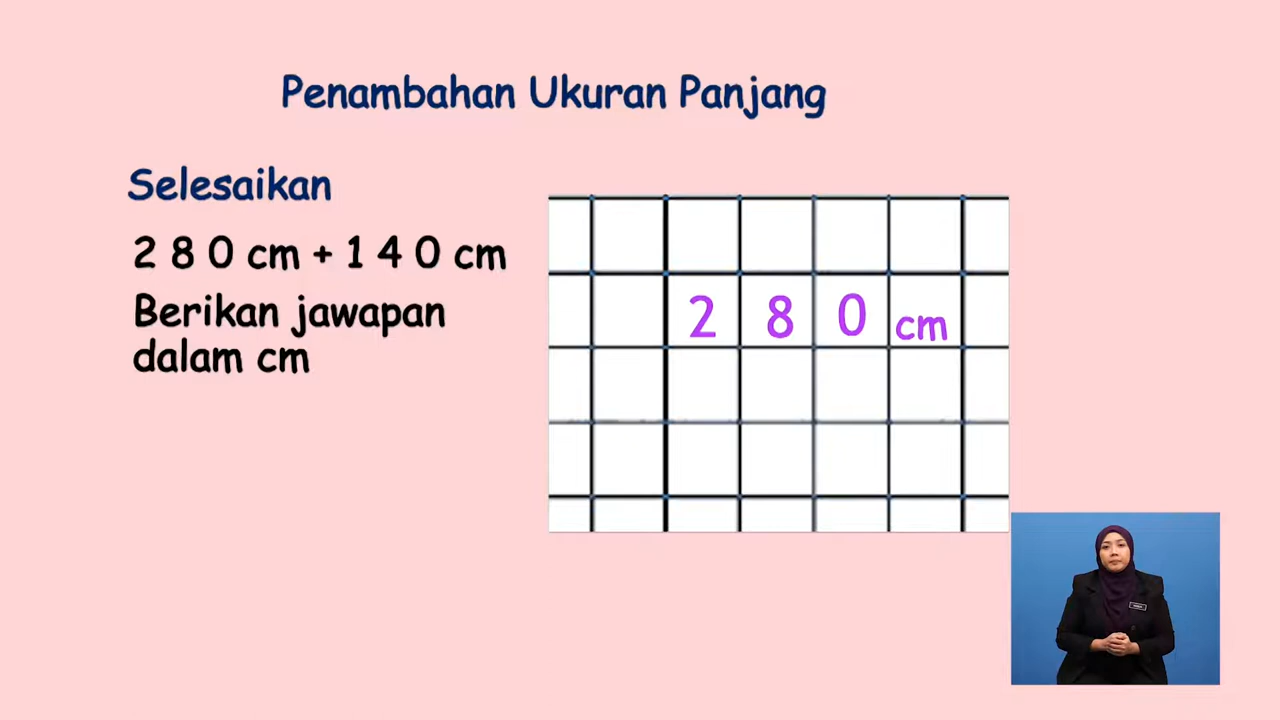 Penambahan Ukuran Panjang
Selesaikan
2 8 0 cm + 1 4 0 cm
Berikan jawapan
dalam cm
2 8 0 cm